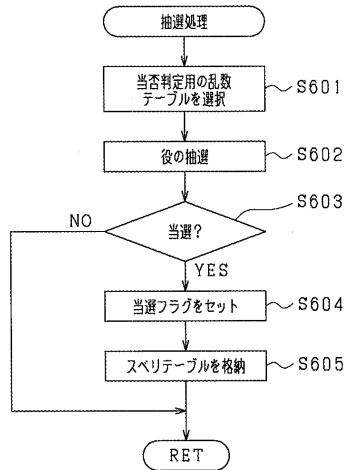 抽選処理
当否判定用の乱数
テーブルを選択
S601
役の抽選
S602
S603
NO
当選?
YES
当選フラグをセット
S604
スベリテーブルを格納
S605
RET